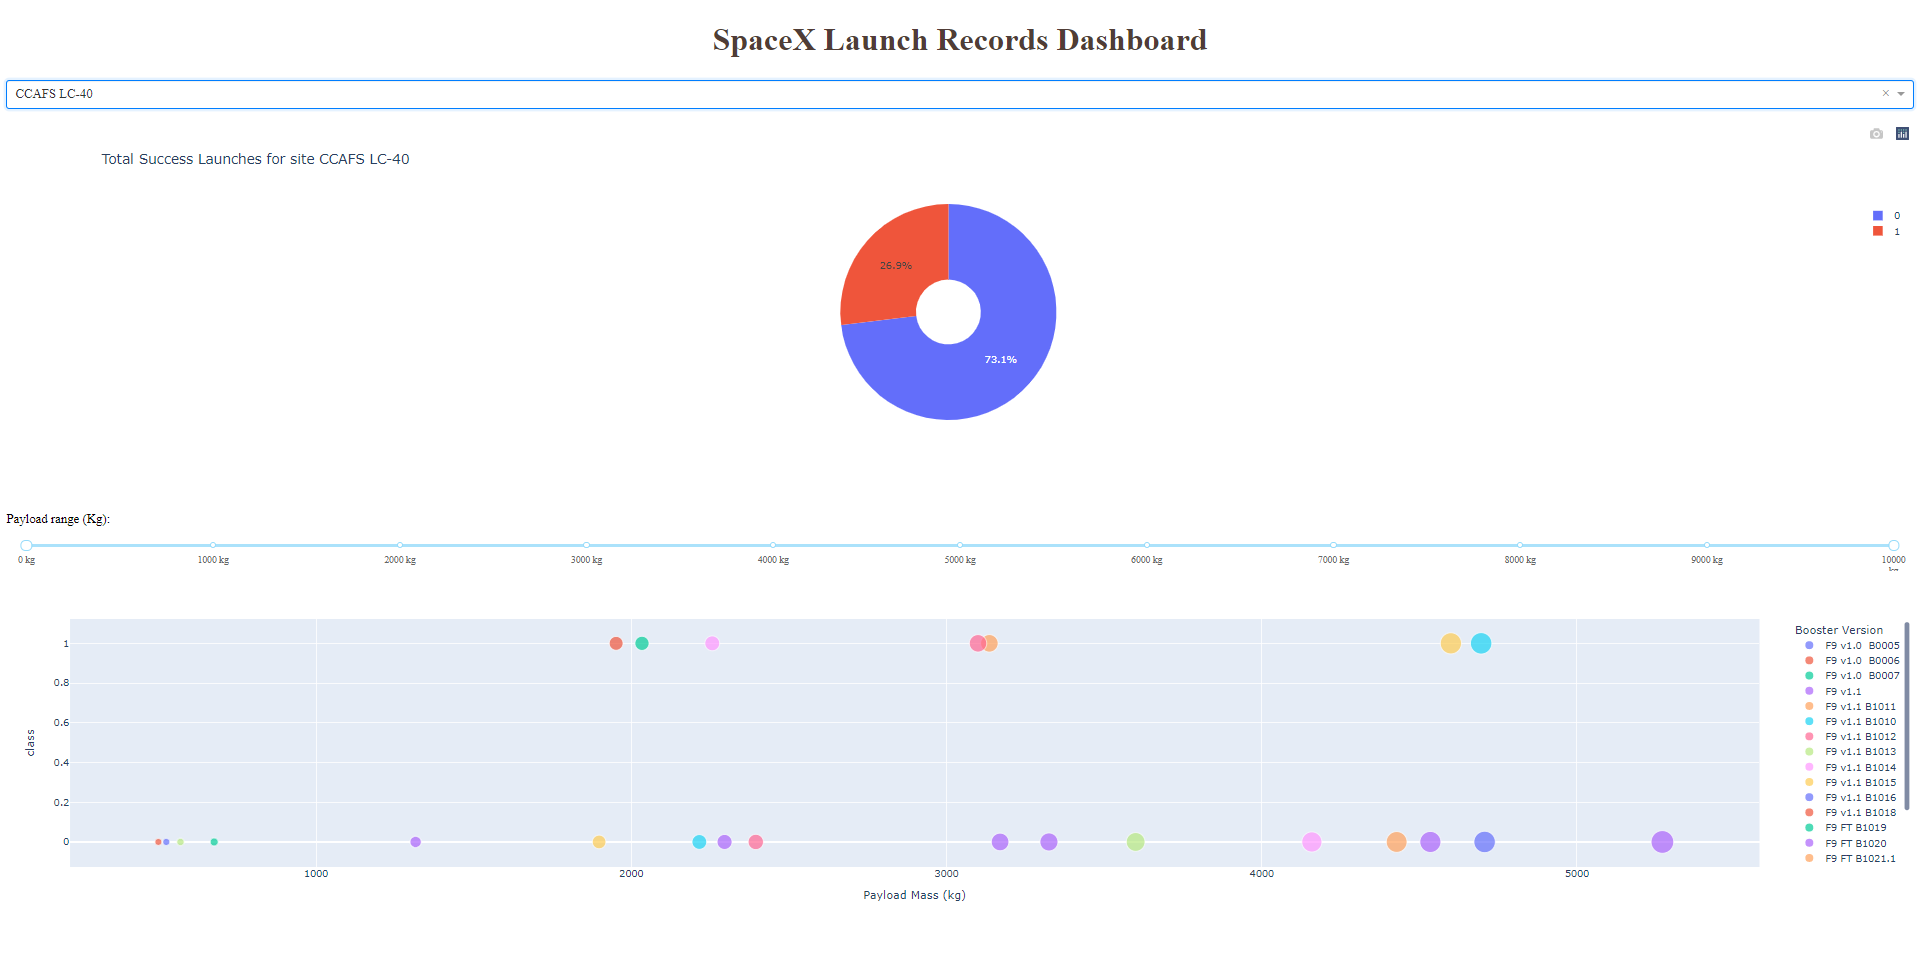 SpaceX Launch Records Dashboard
CCAFS LC-40
× 
Total Success Launches for site CCAFS LC-40
0
1
26.9%
73.1%
Payload range (Kg):
0 kg 1000 kg 2000 kg 3000 kg 4000 kg 5000 kg 6000 kg 7000 kg 8000 kg 9000 kg 10000
1
0.8
0.6
0.4
0.2
0
class
1000 2000 3000 4000 5000
Payload Mass (kg)
Booster Version
F9 v1.0  B0005
F9 v1.0  B0006
F9 v1.0  B0007
F9 v1.1
F9 v1.1 B1011
F9 v1.1 B1010
F9 v1.1 B1012
F9 v1.1 B1013
F9 v1.1 B1014
F9 v1.1 B1015
F9 v1.1 B1016
F9 v1.1 B1018
F9 FT B1019
F9 FT B1020
F9 FT B1021.1